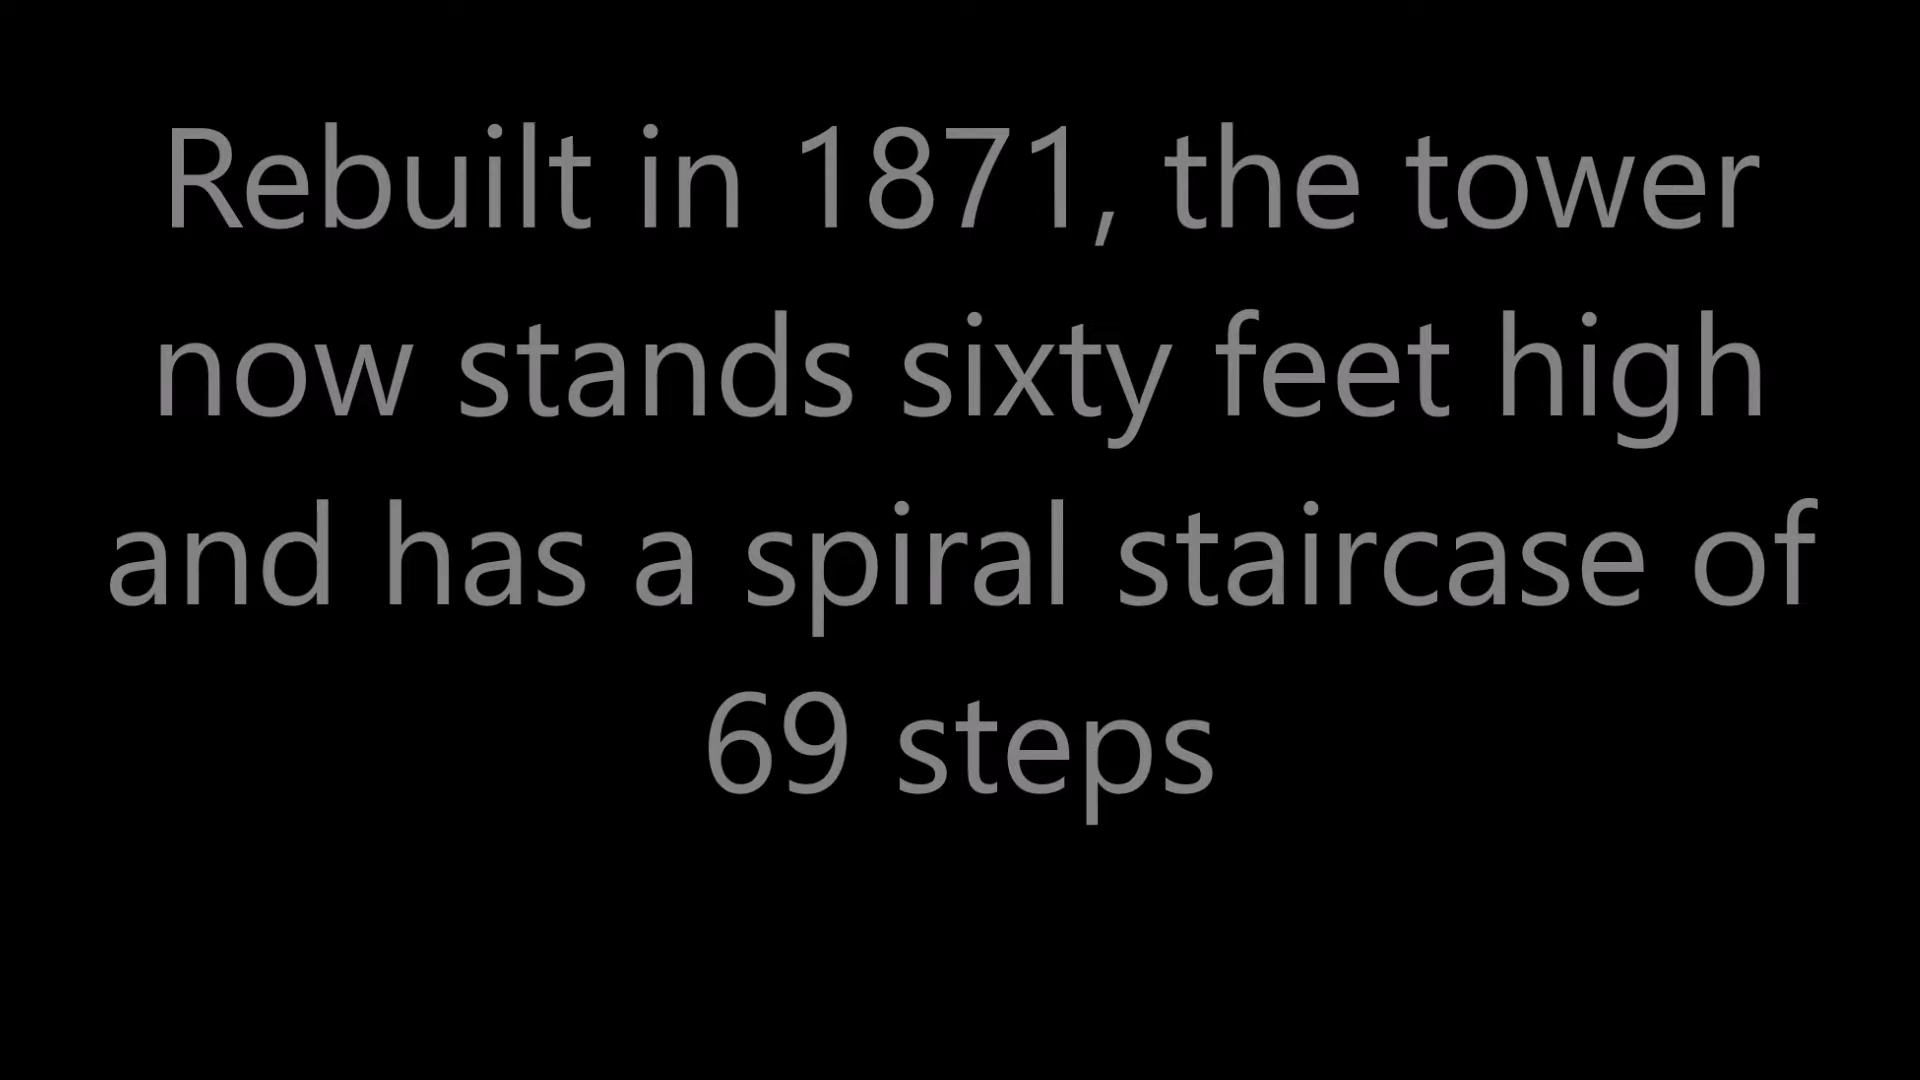 Rebuilt in 1871, the tower
now stands sixty feet high
and has a spiral staircase of
69 steps